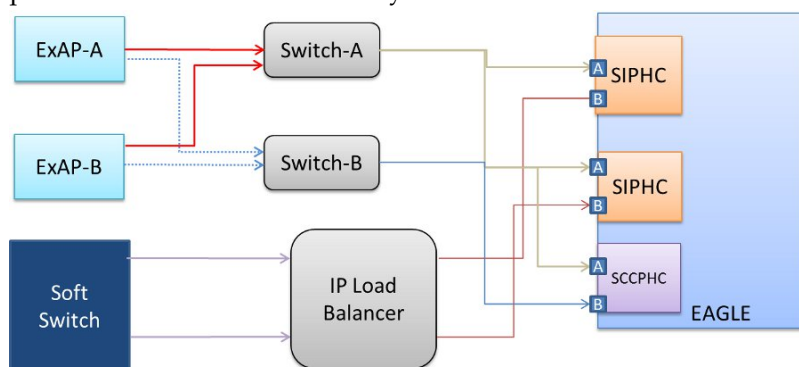 ExAP-A
Switch-A
A
SIPHC
B
ExAP-B
Switch-B
A
SIPHC
B
Soft
Switch
IP Load
Balancer
A
SCCPHC
B
EAGLE